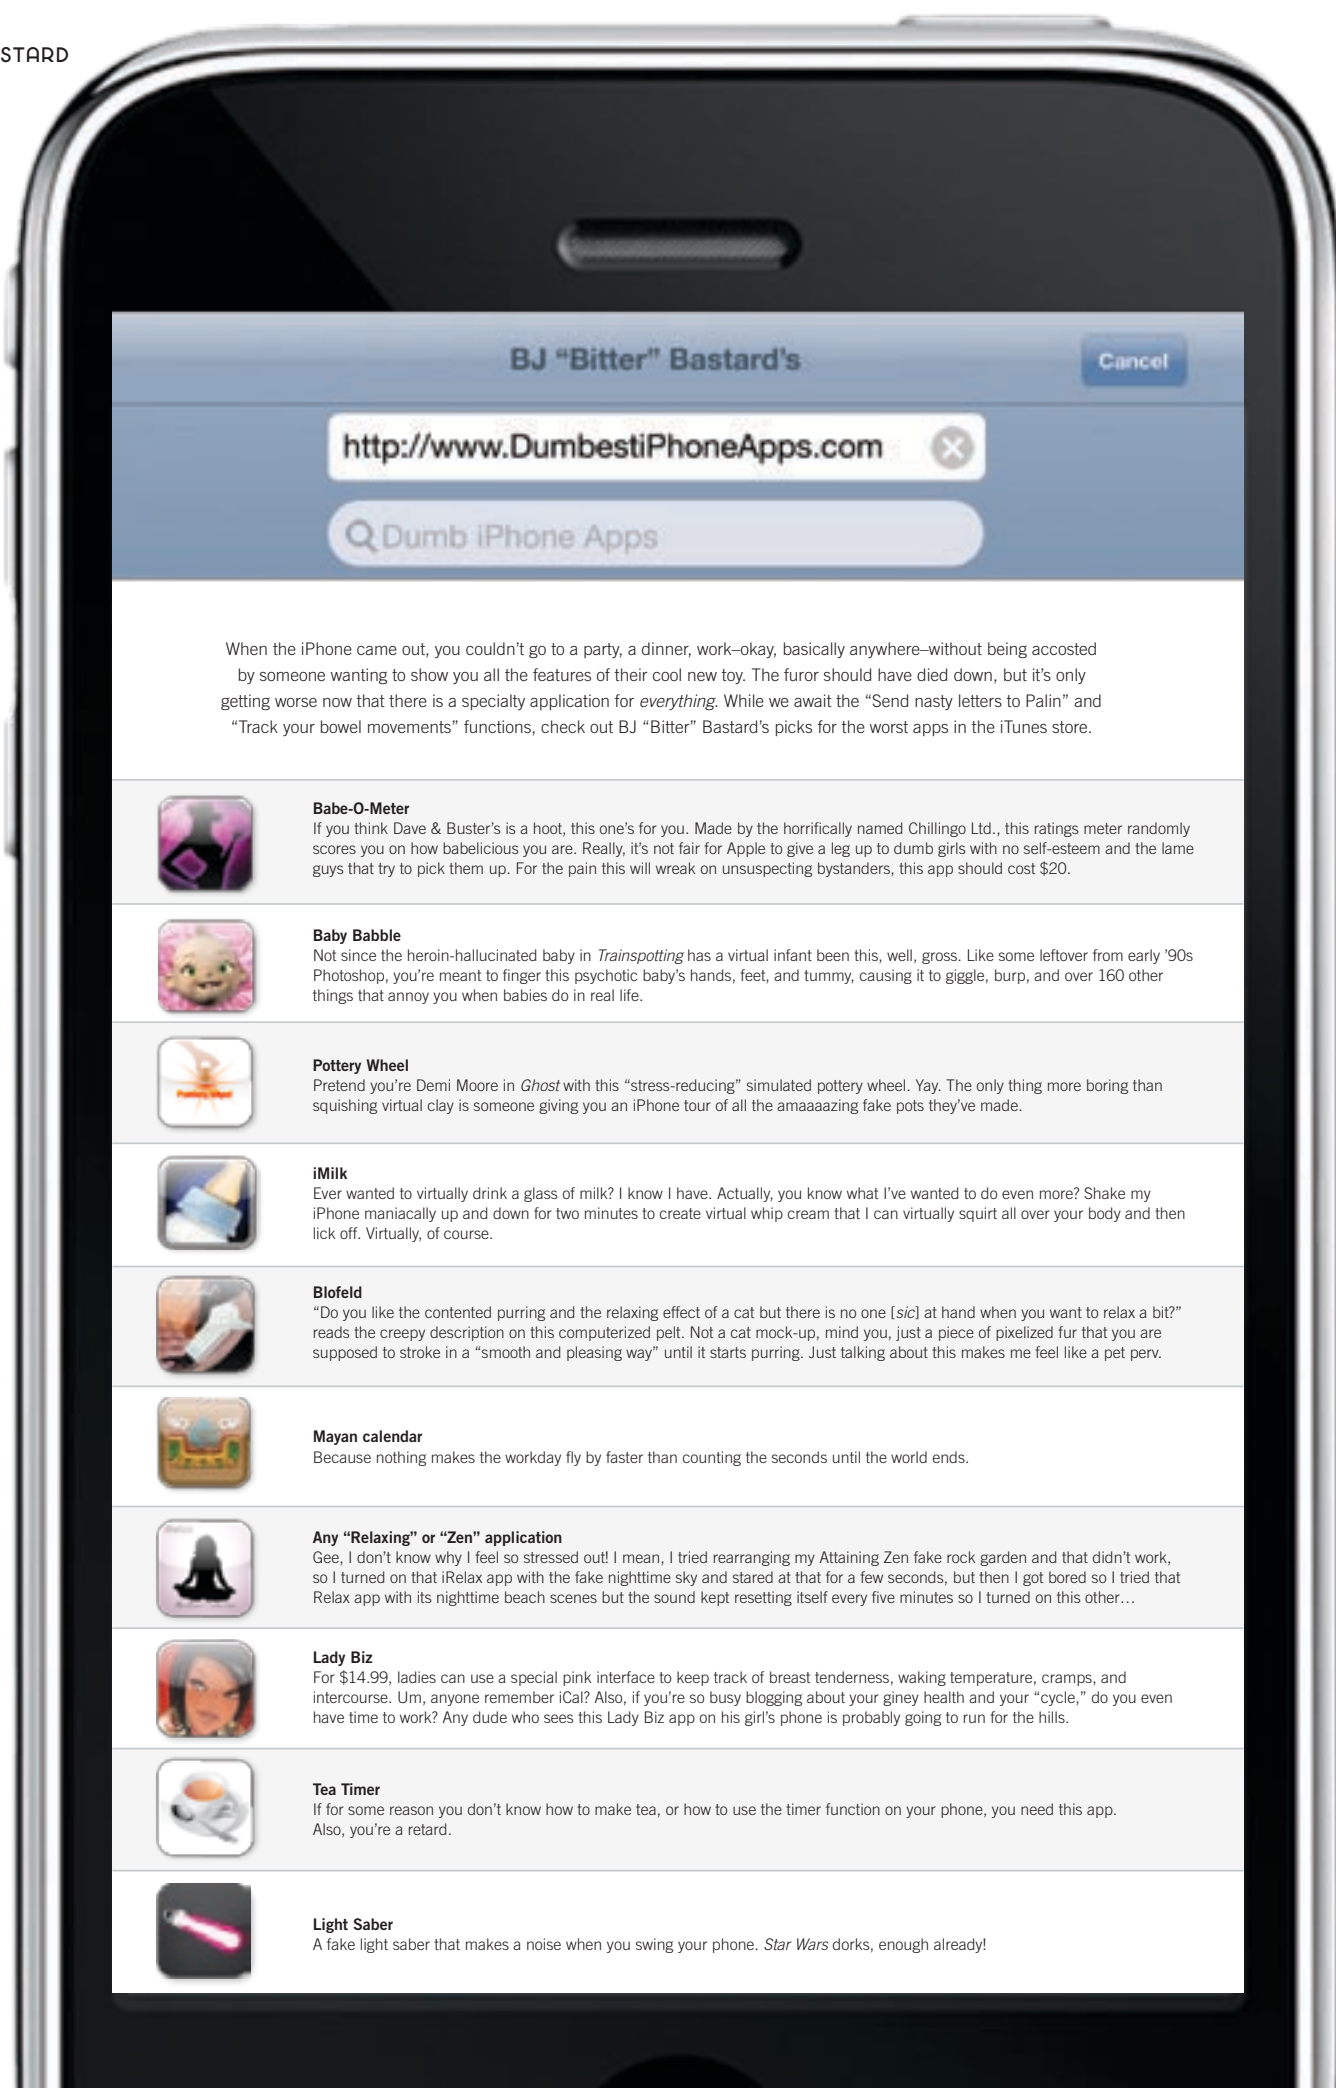 STARD
BJ “Bitter” Bastard's
Cancel
http://www.DumbestiPhoneApps.com
Dumb iPhone Apps
When the iPhone came out, you couldn’t go to a party, a dinner, work–okay, basically anywhere–without being accosted
by someone wanting to show you all the features of their cool new toy. The furor should have died down, but it’s only
getting worse now that there is a specialty application for everything. While we await the “Send nasty letters to Palin” and
“Track your bowel movements” functions, check out BJ “Bitter” Bastard’s picks for the worst apps in the iTunes store.
Babe-O-Meter
If you think Dave & Buster’s is a hoot, this one’s for you. Made by the horrifically named Chillingo Ltd., this ratings meter randomly
scores you on how babelicious you are. Really, it’s not fair for Apple to give a leg up to dumb girls with no self-esteem and the lame
guys that try to pick them up. For the pain this will wreak on unsuspecting bystanders, this app should cost $20.
Baby Babble
Not since the heroin-hallucinated baby in Trainspotting has a virtual infant been this, well, gross. Like some leftover from early ’90s
Photoshop, you’re meant to finger this psychotic baby’s hands, feet, and tummy, causing it to giggle, burp, and over 160 other
things that annoy you when babies do in real life.
Pottery Wheel
Pretend you’re Demi Moore in Ghost with this “stress-reducing” simulated pottery wheel. Yay. The only thing more boring than
squishing virtual clay is someone giving you an iPhone tour of all the amaaaazing fake pots they’ve made.
iMilk
Ever wanted to virtually drink a glass of milk? I know I have. Actually, you know what I’ve wanted to do even more? Shake my
iPhone maniacally up and down for two minutes to create virtual whip cream that I can virtually squirt all over your body and then
lick off. Virtually, of course.
Blofeld
“Do you like the contented purring and the relaxing effect of a cat but there is no one [sic] at hand when you want to relax a bit?”
reads the creepy description on this computerized pelt. Not a cat mock-up, mind you, just a piece of pixelized fur that you are
supposed to stroke in a “smooth and pleasing way” until it starts purring. Just talking about this makes me feel like a pet perv.
Mayan calendar
Because nothing makes the workday fly by faster than counting the seconds until the world ends.
Any “Relaxing” or “Zen” application
Gee, I don’t know why I feel so stressed out! I mean, I tried rearranging my Attaining Zen fake rock garden and that didn’t work,
so I turned on that iRelax app with the fake nighttime sky and stared at that for a few seconds, but then I got bored so I tried that
Relax app with its nighttime beach scenes but the sound kept resetting itself every five minutes so I turned on this other…
Lady Biz
For $14.99, ladies can use a special pink interface to keep track of breast tenderness, waking temperature, cramps, and
intercourse. Um, anyone remember iCal? Also, if you’re so busy blogging about your giney health and your “cycle,” do you even
have time to work? Any dude who sees this Lady Biz app on his girl’s phone is probably going to run for the hills.
Tea Timer
If for some reason you don’t know how to make tea, or how to use the timer function on your phone, you need this app.
Also, you’re a retard.
Light Saber
A fake light saber that makes a noise when you swing your phone. Star Wars dorks, enough already!